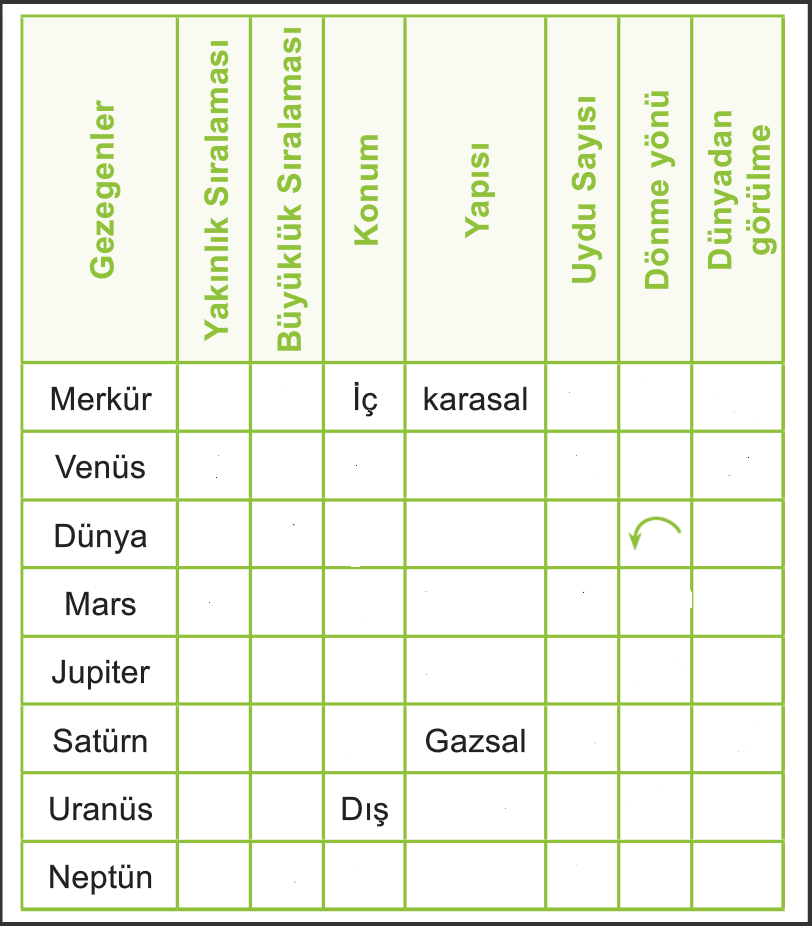 Gezegenler
Yakınlık Sıralaması
Büyüklük Sıralaması
Konum
Yapısı
Uydu Sayısı
Dönme yönü
Dünyadan
görülme
Merkür İç karasal
Venüs
Dünya
Mars
Jupiter
Satürn Gazsal
Uranüs Dış
Neptün